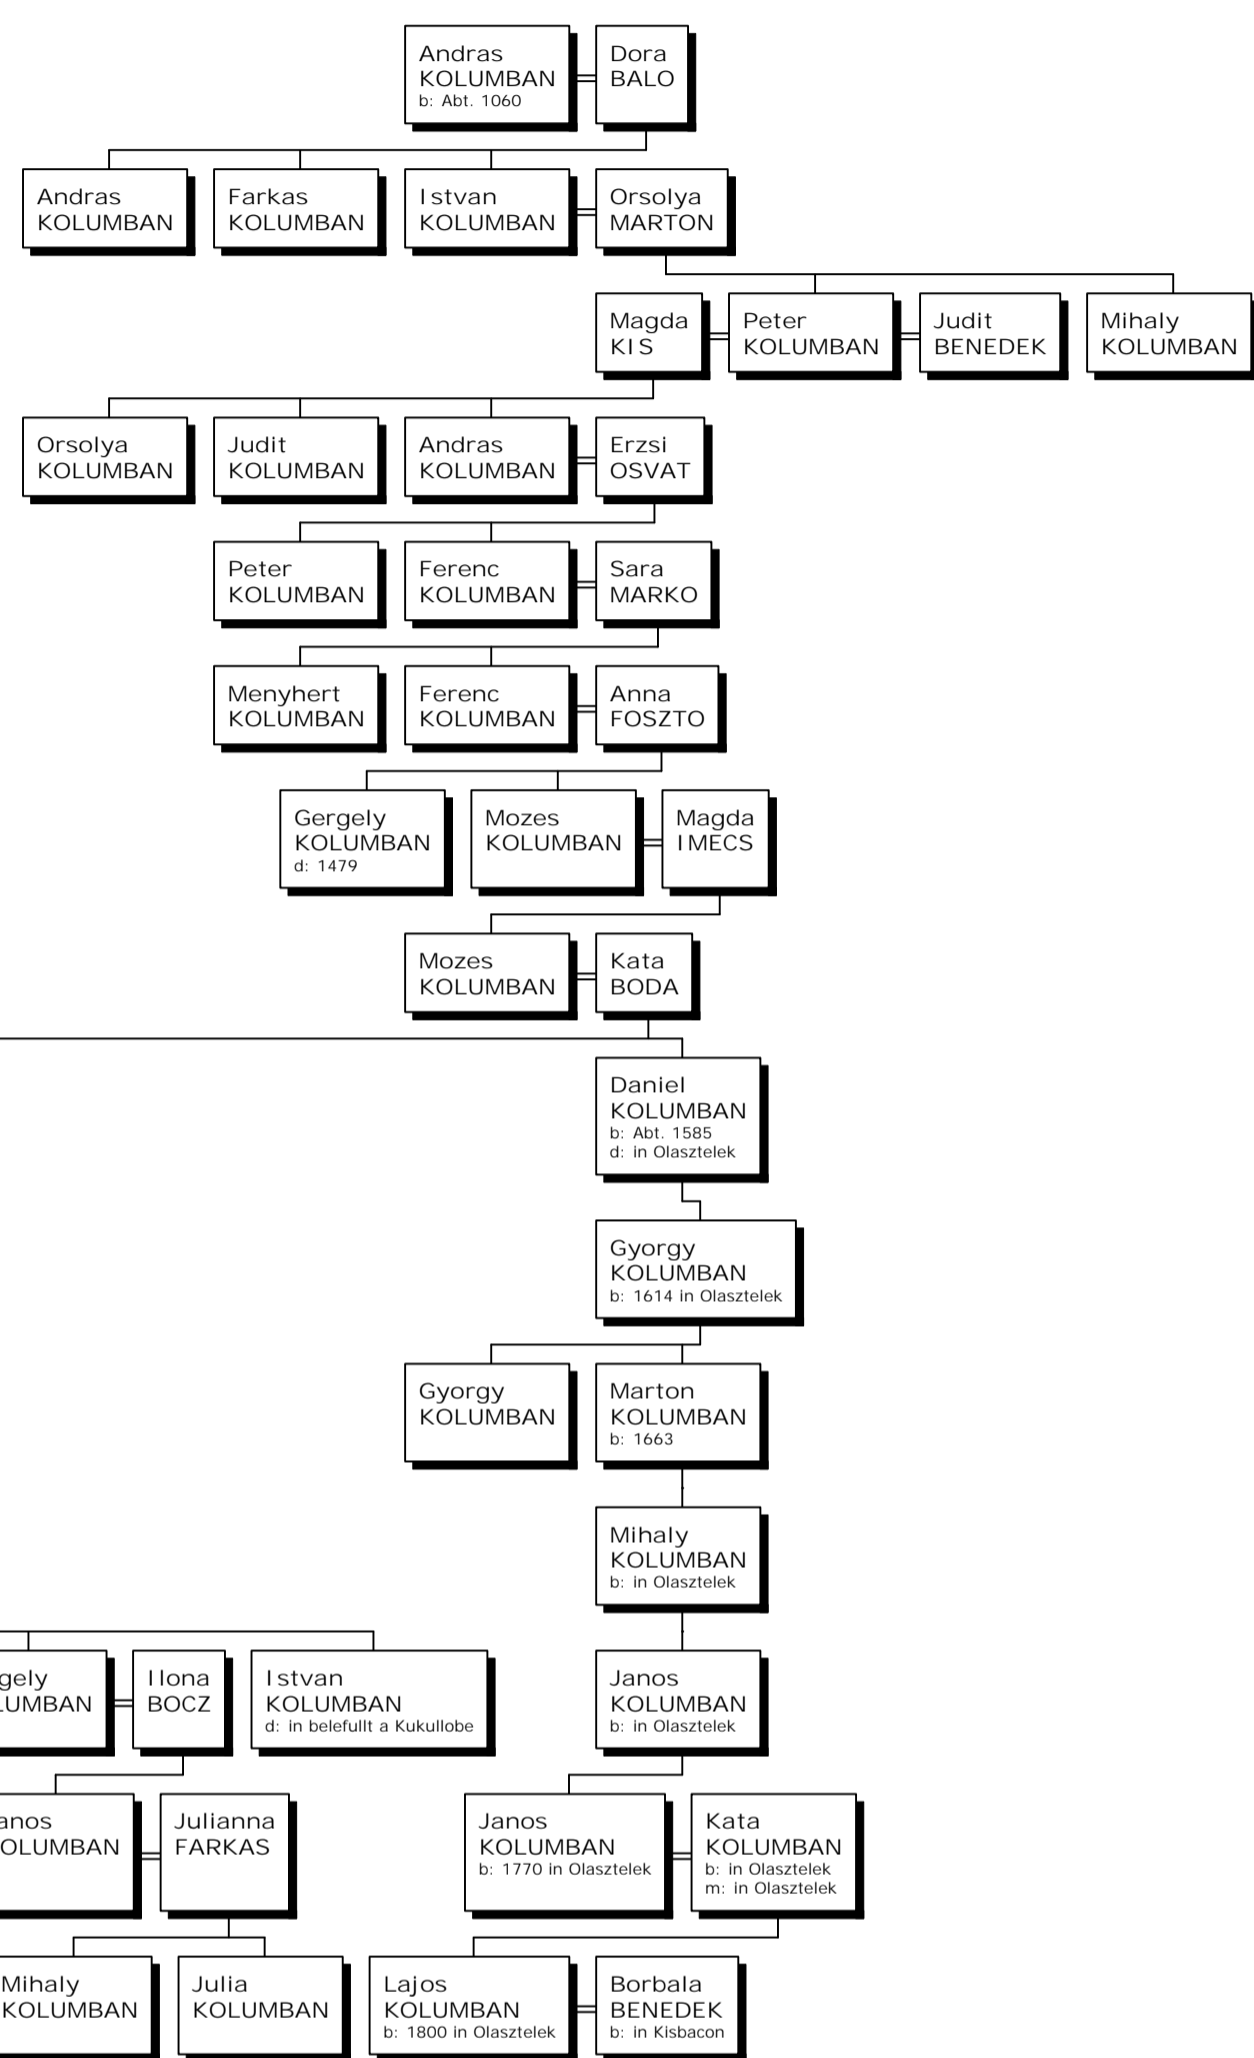 Andras
KOLUMBAN
b: Abt. 1060
Dora
BALO
Andras
KOLUMBAN
Farkas
KOLUMBAN
Istvan
KOLUMBAN
Orsolya
MARTON
Magda
KIS
Peter
KOLUMBAN
Judit
BENEDEK
Mihaly
KOLUMBAN
Orsolya
KOLUMBAN
Judit
KOLUMBAN
Andras
KOLUMBAN
Erzsi
OSVAT
Peter
KOLUMBAN
Ferenc
KOLUMBAN
Sara
MARKO
Menyhert
KOLUMBAN
Ferenc
KOLUMBAN
Anna
FOSZTO
Gergely
KOLUMBAN
d: 1479
Mozes
KOLUMBAN
Magda
IMECS
Mozes
KOLUMBAN
Kata
BODA
Daniel
KOLUMBAN
b: Abt. 1585
d: in Olasztelek
Gyorgy
KOLUMBAN
b: 1614 in Olasztelek
Gyorgy
KOLUMBAN
Marton
KOLUMBAN
b: 1663
Mihaly
KOLUMBAN
b: in Olasztelek
gely
LUMBAN
Ilona
BOCZ
Istvan
KOLUMBAN
d: in belefullt a Kukullobe
Janos
KOLUMBAN
b: in Olasztelek
anos
OLUMBAN
Julianna
FARKAS
Janos
KOLUMBAN
b: 1770 in Olasztelek
Kata
KOLUMBAN
b: in Olasztelek
m: in Olasztelek
Mihaly
KOLUMBAN
Julia
KOLUMBAN
Lajos
KOLUMBAN
b: 1800 in Olasztelek
Borbala
BENEDEK
b: in Kisbacon